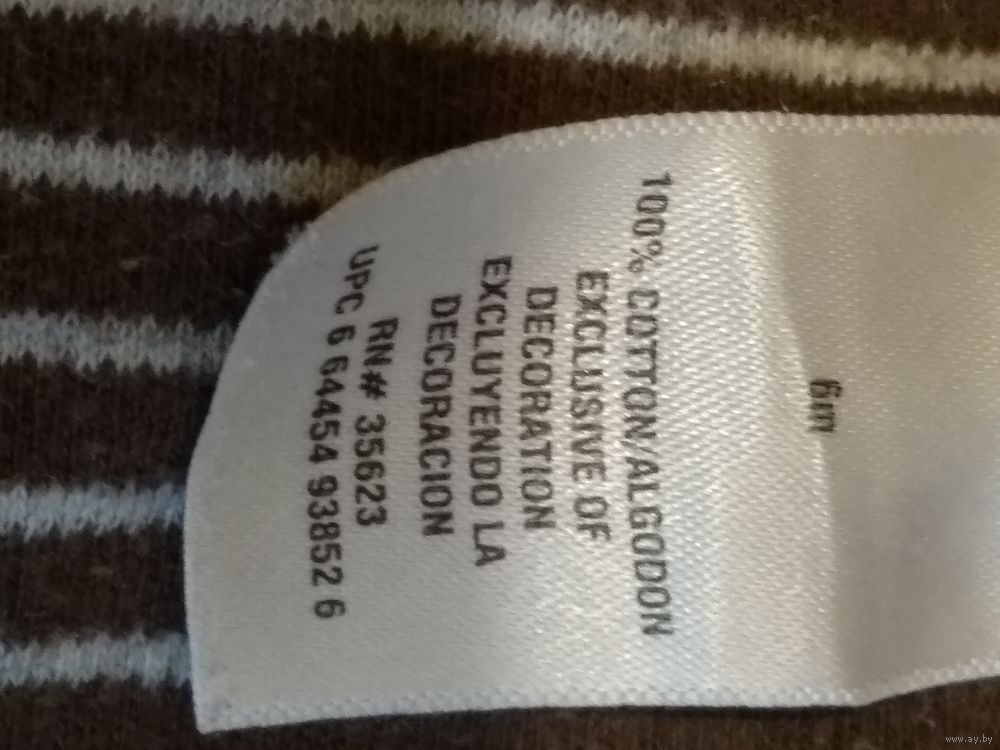 6m
100% COTTON/ALGODON
EXCLUSIVE OF
DECORATION
EXCLUYENDO LA
DECORACION
RN# 35623
UPC 6 64454 93852 6
www.ay.by